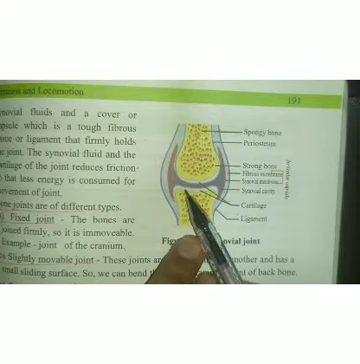 and Locomotion
191
synovial fluids and a cover or
capsule which is a tough fibrous
tissue or ligament that firmly holds
the joint. The synovial fluid and the
cartilage of the joint reduces friction
so that less energy is consumed for
movement of joint.
Some joints are of different types.
Fixed joint - The bones are
joined firmly, so it is immoveable.
Example - joint of the cranium.
Slightly movable joint - These joints are
small sliding surface. So, we can bend of back bone.
other and has a
Spongy bone
Periosteum
Strong bone
Fibrous membrane
Synovial membrane
Synovial cavity
Articular capsule
Cartilage
Ligament
ovial joint